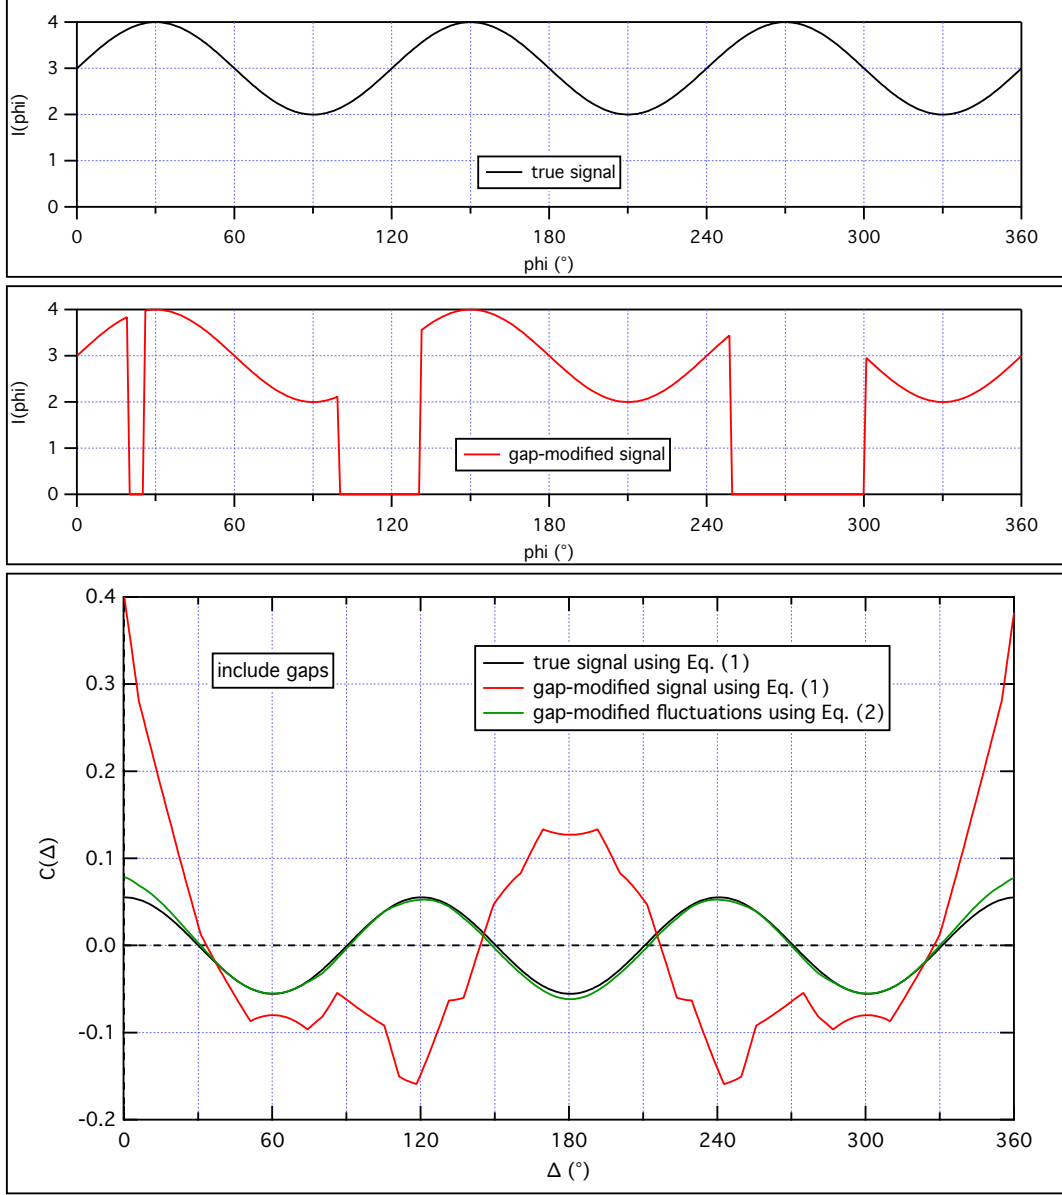 4
3
2
1
0
I(phi)
true signal
0 60 120 180 240 300 360
phi (°)
4
3
2
1
0
I(phi)
gap-modified signal
0 60 120 180 240 300 360
phi (°)
0.4
0.3
0.2
0.1
0.0
-0.1
-0.2
C(Δ)
include gaps
true signal using Eq. (1)
gap-modified signal using Eq. (1)
gap-modified fluctuations using Eq. (2)
0 60 120 180 240 300 360
Δ (°)